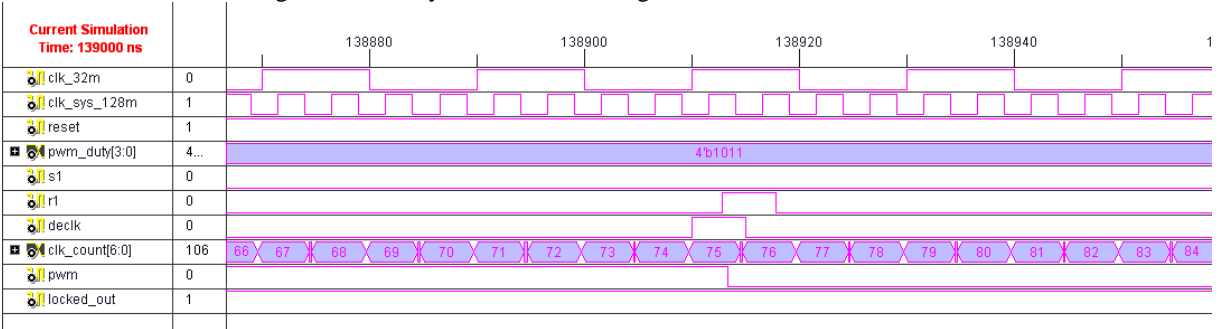 Current Simulation
Time: 139000 ns
138880 138900 138920 138940 1
clk_32m 0
clk_sys_128m 1
reset 1
pwm_duty[3:0] 4... 4'b1011
s1 0
r1 0
declk 0
clk_count[6:0] 106 66 67 68 69 70 71 72 73 74 75 76 77 78 79 80 81 82 83 84
pwm 0
locked_out 1